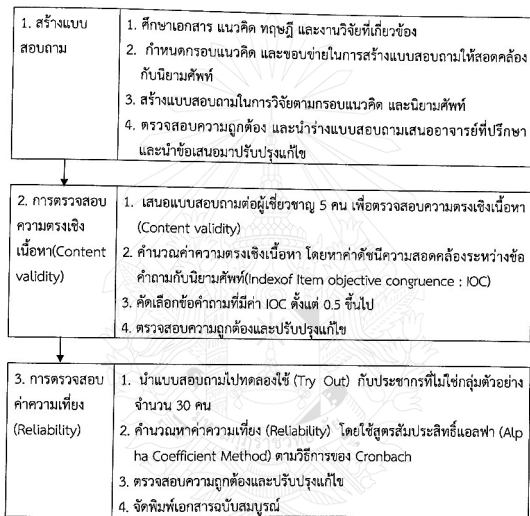 1. สร้างแบบ
สอบถาม
1. ศึกษาเอกสาร แนวคิด ทฤษฎี และงานวิจัยที่เกี่ยวข้อง
2. กำหนดกรอบแนวคิด และขอบข่ายในการสร้างแบบสอบถามให้สอดคล้อง
กับนิยามศัพท์
3. สร้างแบบสอบถามในการวิจัยตามกรอบแนวคิด และนิยามศัพท์
4. ตรวจสอบความถูกต้อง และนำร่างแบบสอบถามเสนออาจารย์ที่ปรึกษา
และนำข้อเสนอมาปรับปรุงแก้ไข
2. การตรวจสอบ
ความตรงเชิง
เนื้อหา(Content
validity)
1. เสนอแบบสอบถามต่อผู้เชี่ยวชาญ 5 คน เพื่อตรวจสอบความตรงเชิงเนื้อหา
(Content validity)
2. คำนวณค่าความตรงเชิงเนื้อหา โดยหาค่าดัชนีความสอดคล้องระหว่างข้อ
คำถามกับนิยามศัพท์(Indexof Item objective congruence : IOC)
3. คัดเลือกข้อคำถามที่มีค่า IOC ตั้งแต่ 0.5 ขึ้นไป
4. ตรวจสอบความถูกต้องและปรับปรุงแก้ไข
3. การตรวจสอบ
ค่าความเที่ยง
(Reliability)
1. นำแบบสอบถามไปทดลองใช้ (Try Out) กับประชากรที่ไม่ใช่กลุ่มตัวอย่าง
จำนวน 30 คน
2. คำนวณหาค่าความเที่ยง (Reliability) โดยใช้สูตรสัมประสิทธิ์แอลฟา (Alp
ha Coefficient Method) ตามวิธีการของ Cronbach
3. ตรวจสอบความถูกต้องและปรับปรุงแก้ไข
4. จัดพิมพ์เอกสารฉบับสมบูรณ์